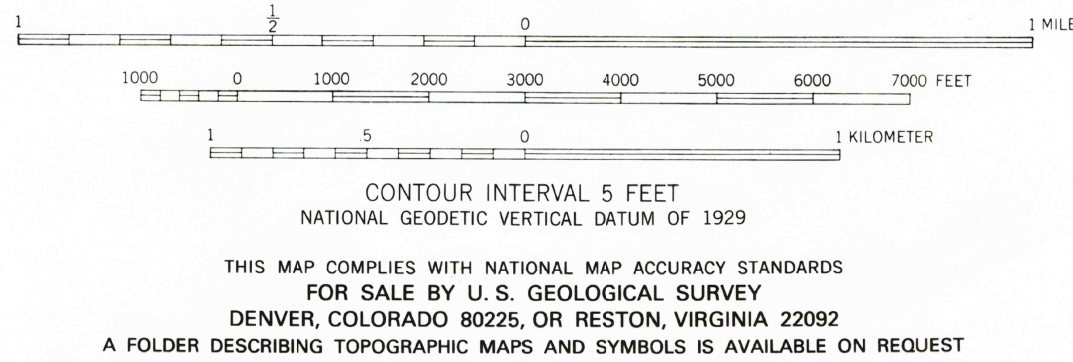 1 1/2 0 1 MILE
1000 0 1000 2000 3000 4000 5000 6000 7000 FEET
1 .5 0 1 KILOMETER
CONTOUR INTERVAL 5 FEET
NATIONAL GEODETIC VERTICAL DATUM OF 1929
THIS MAP COMPLIES WITH NATIONAL MAP ACCURACY STANDARDS
FOR SALE BY U. S. GEOLOGICAL SURVEY
DENVER, COLORADO 80225, OR RESTON, VIRGINIA 22092
A FOLDER DESCRIBING TOPOGRAPHIC MAPS AND SYMBOLS IS AVAILABLE ON REQUEST